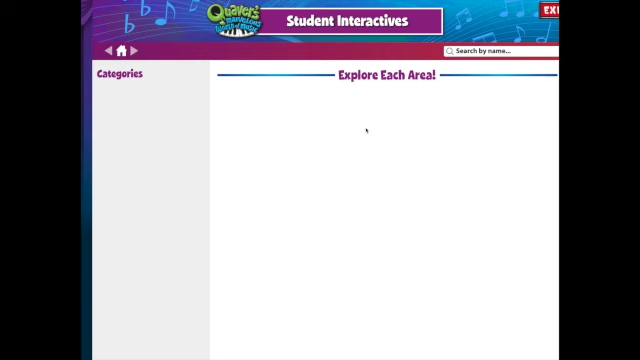 Quaver's
marvelous
world of music
Student Interactives
Search by name...
Categories
Explore Each Area!